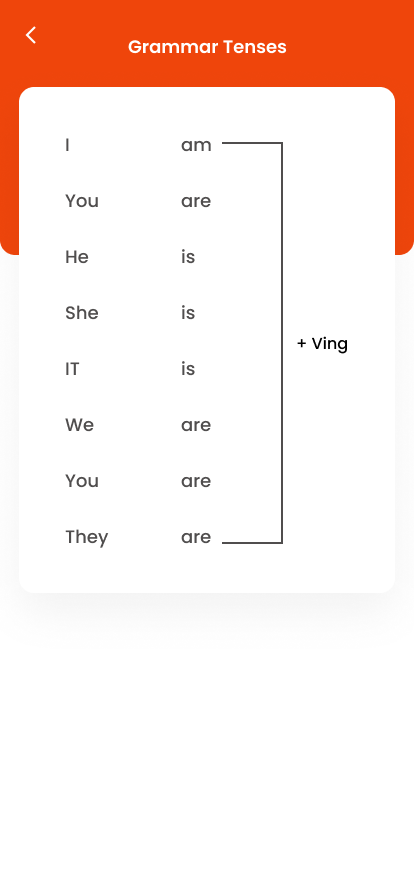 Grammar Tenses
I am
You are
He is
She is
+ Ving
IT is
We are
You are
They are